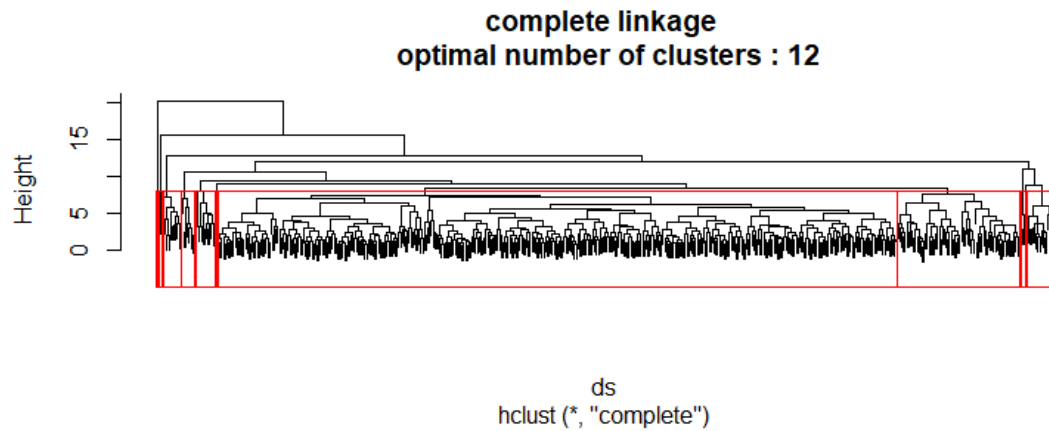 complete linkage
optimal number of clusters : 12
Height
15
5
0
ds
hclust (*, "complete")